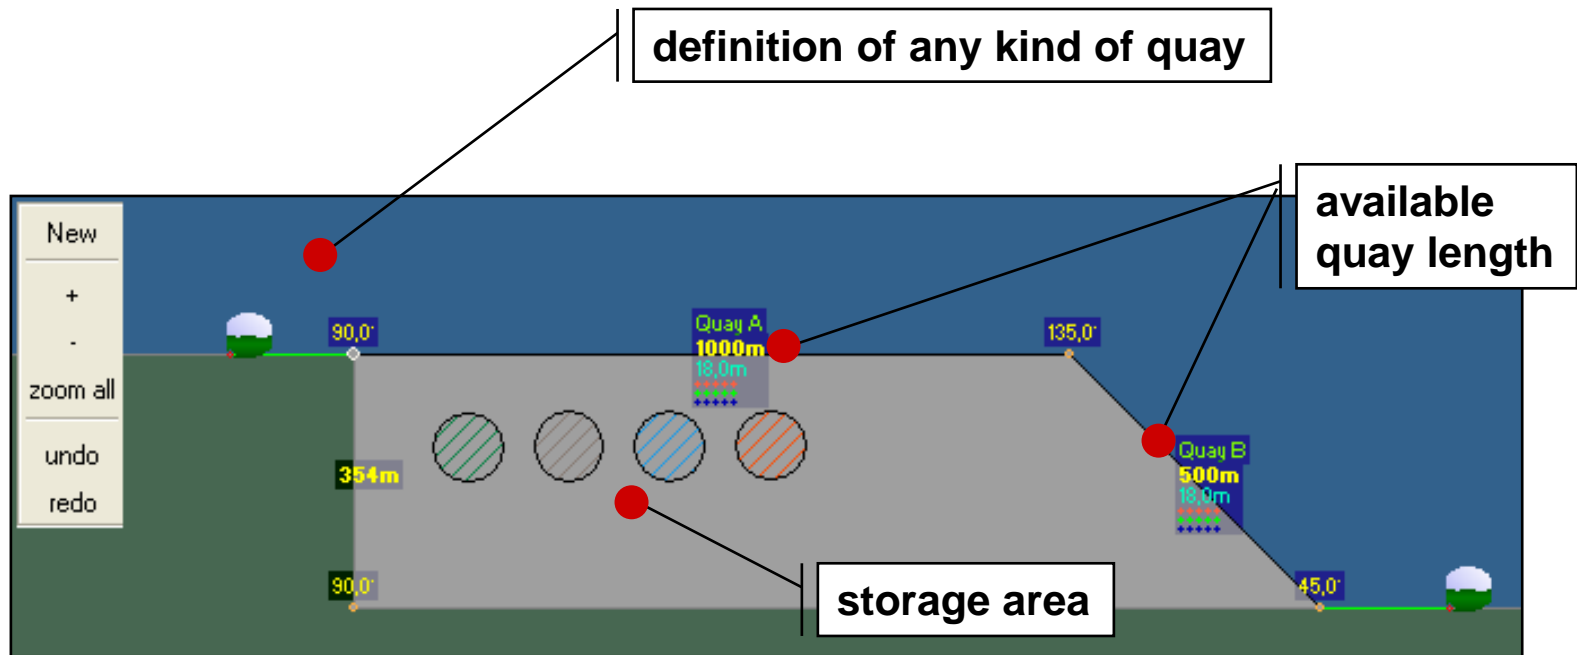 definition of any kind of quay
available
quay length
New
+
-
zoom all
undo
redo
90,0°
Quay A
1000m
18,0m
135,0°
354m
Quay B
500m
18,0m
90,0°
45,0°
storage area